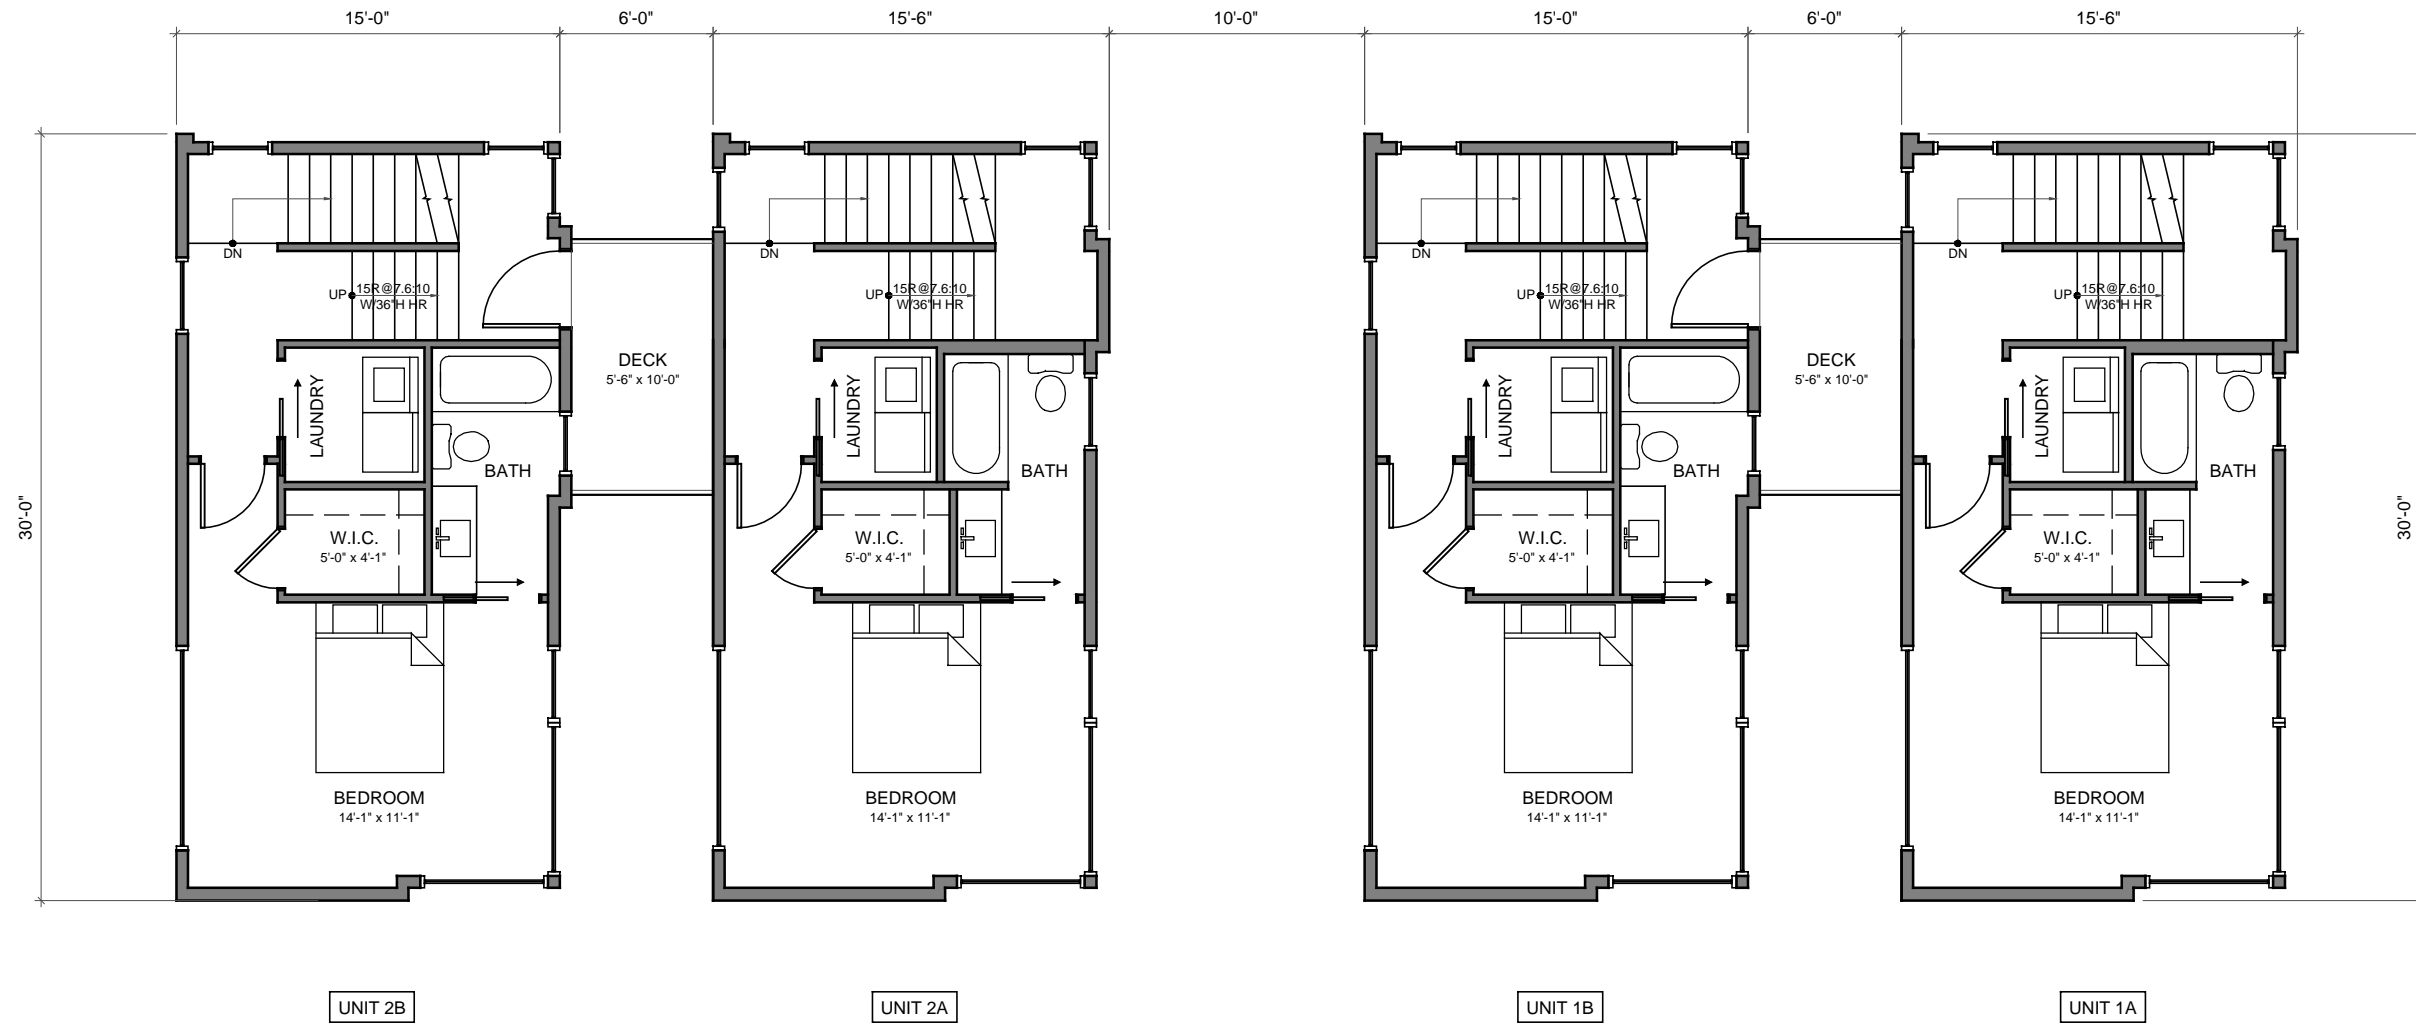 15'-0"
6'-0"
15'-6"
10'-0"
15'-0"
6'-0"
15'-6"
30'-0"
DN
UP
15R@7.6:10
W/36"H HR
LAUNDRY
BATH
W.I.C.
5'-0" x 4'-1"
BEDROOM
14'-1" x 11'-1"
DECK
5'-6" x 10'-0"
DN
UP
15R@7.6:10
W/36"H HR
LAUNDRY
BATH
W.I.C.
5'-0" x 4'-1"
BEDROOM
14'-1" x 11'-1"
DN
UP
15R@7.6:10
W/36"H HR
LAUNDRY
BATH
W.I.C.
5'-0" x 4'-1"
BEDROOM
14'-1" x 11'-1"
DECK
5'-6" x 10'-0"
DN
UP
15R@7.6:10
W/36"H HR
LAUNDRY
BATH
W.I.C.
5'-0" x 4'-1"
BEDROOM
14'-1" x 11'-1"
30'-0"
UNIT 2B
UNIT 2A
UNIT 1B
UNIT 1A